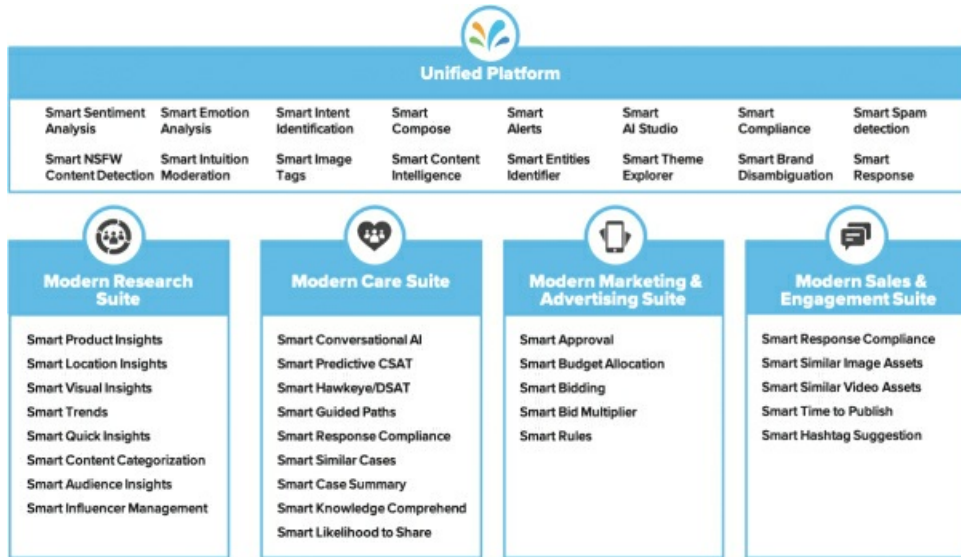 Unified Platform
Smart Sentiment Analysis
Smart Emotion Analysis
Smart Intent Identification
Smart Compose
Smart Alerts
Smart AI Studio
Smart Compliance
Smart Spam detection
Smart NSFW Content Detection
Smart Intuition Moderation
Smart Image Tags
Smart Content Intelligence
Smart Entities Identifier
Smart Theme Explorer
Smart Brand Disambiguation
Smart Response
Modern Research
Suite
Smart Product Insights
Smart Location Insights
Smart Visual Insights
Smart Trends
Smart Quick Insights
Smart Content Categorization
Smart Audience Insights
Smart Influencer Management
Modern Care Suite
Smart Conversational AI
Smart Predictive CSAT
Smart Hawkeye/DSAT
Smart Guided Paths
Smart Response Compliance
Smart Similar Cases
Smart Case Summary
Smart Knowledge Comprehend
Smart Likelihood to Share
Modern Marketing &
Advertising Suite
Smart Approval
Smart Budget Allocation
Smart Bidding
Smart Bid Multiplier
Smart Rules
Modern Sales &
Engagement Suite
Smart Response Compliance
Smart Similar Image Assets
Smart Similar Video Assets
Smart Time to Publish
Smart Hashtag Suggestion